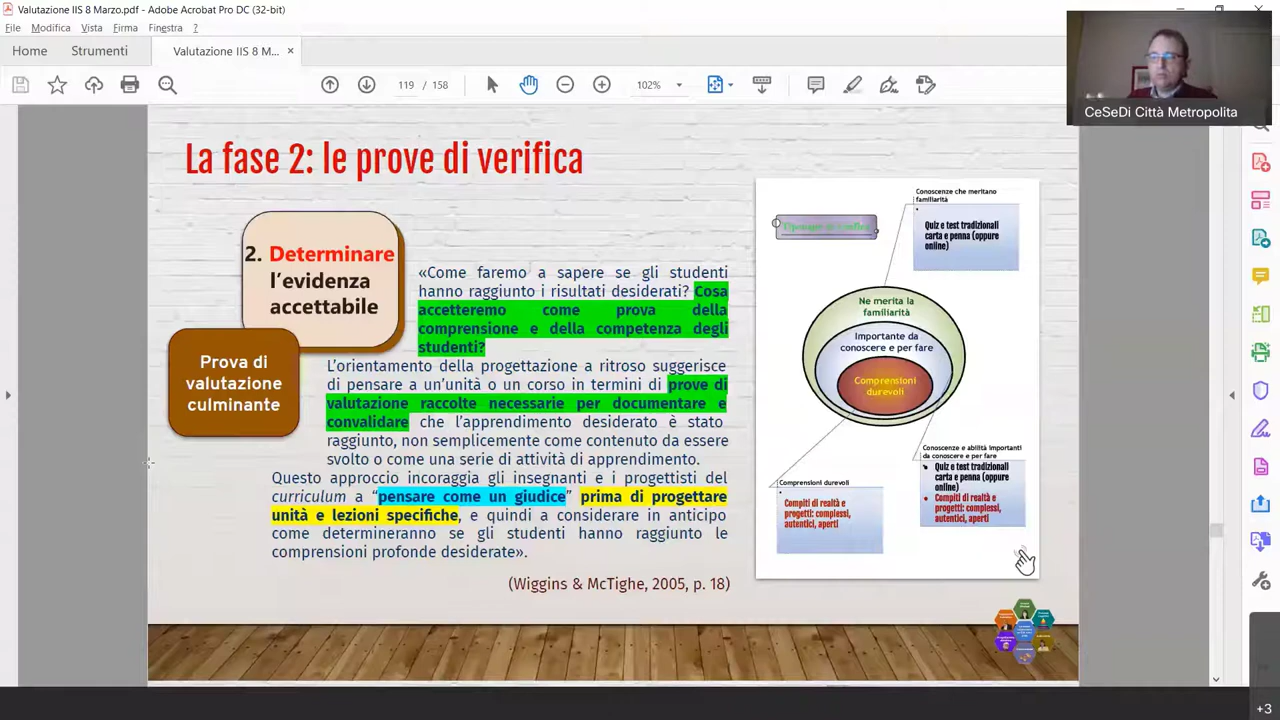 Valutazione IIS 8 Marzo.pdf - Adobe Acrobat Pro DC (32-bit)
File Modifica Vista Firma Finestra ?
Home Strumenti Valutazione IIS 8 M... ×
119 / 158 102%
CeSeDi Città Metropolita
La fase 2: le prove di verifica
2. Determinare
l’evidenza
accettabile
Prova di
valutazione
culminante
«Come faremo a sapere se gli studenti
hanno raggiunto i risultati desiderati? Cosa
accetteremo come prova della
comprensione e della competenza degli
studenti?
L’orientamento della progettazione a ritroso suggerisce
di pensare a un’unità o un corso in termini di prove di
valutazione raccolte necessarie per documentare e
convalidare che l’apprendimento desiderato è stato
raggiunto, non semplicemente come contenuto da essere
svolto o come una serie di attività di apprendimento.
Questo approccio incoraggia gli insegnanti e i progettisti del
curriculum a “pensare come un giudice” prima di progettare
unità e lezioni specifiche, e quindi a considerare in anticipo
come determineranno se gli studenti hanno raggiunto le
comprensioni profonde desiderate».
(Wiggins & McTighe, 2005, p. 18)
Conoscenze che meritano
familiarità
Quiz e test tradizionali
carta e penna (oppure
online)
Ne merita la
familiarità
Importante da
conoscere e per fare
Comprensioni
durevoli
Comprensioni durevoli
Compiti di realtà e
progetti: complessi,
autentici, aperti
Conoscenze e abilità importanti
da conoscere e per fare
Quiz e test tradizionali
carta e penna (oppure
online)
Compiti di realtà e
progetti: complessi,
autentici, aperti
+3